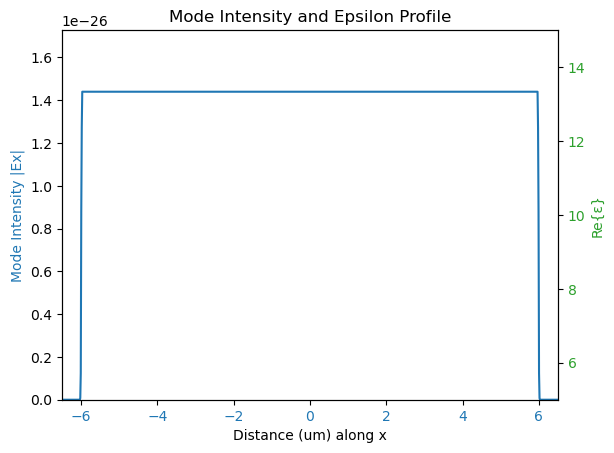 Mode Intensity and Epsilon Profile
1e−26
1.6
1.4
1.2
1.0
0.8
0.6
0.4
0.2
0.0
Mode Intensity |Ex|
14
12
10
8
6
Re{ε}
−6 −4 −2 0 2 4 6
Distance (um) along x